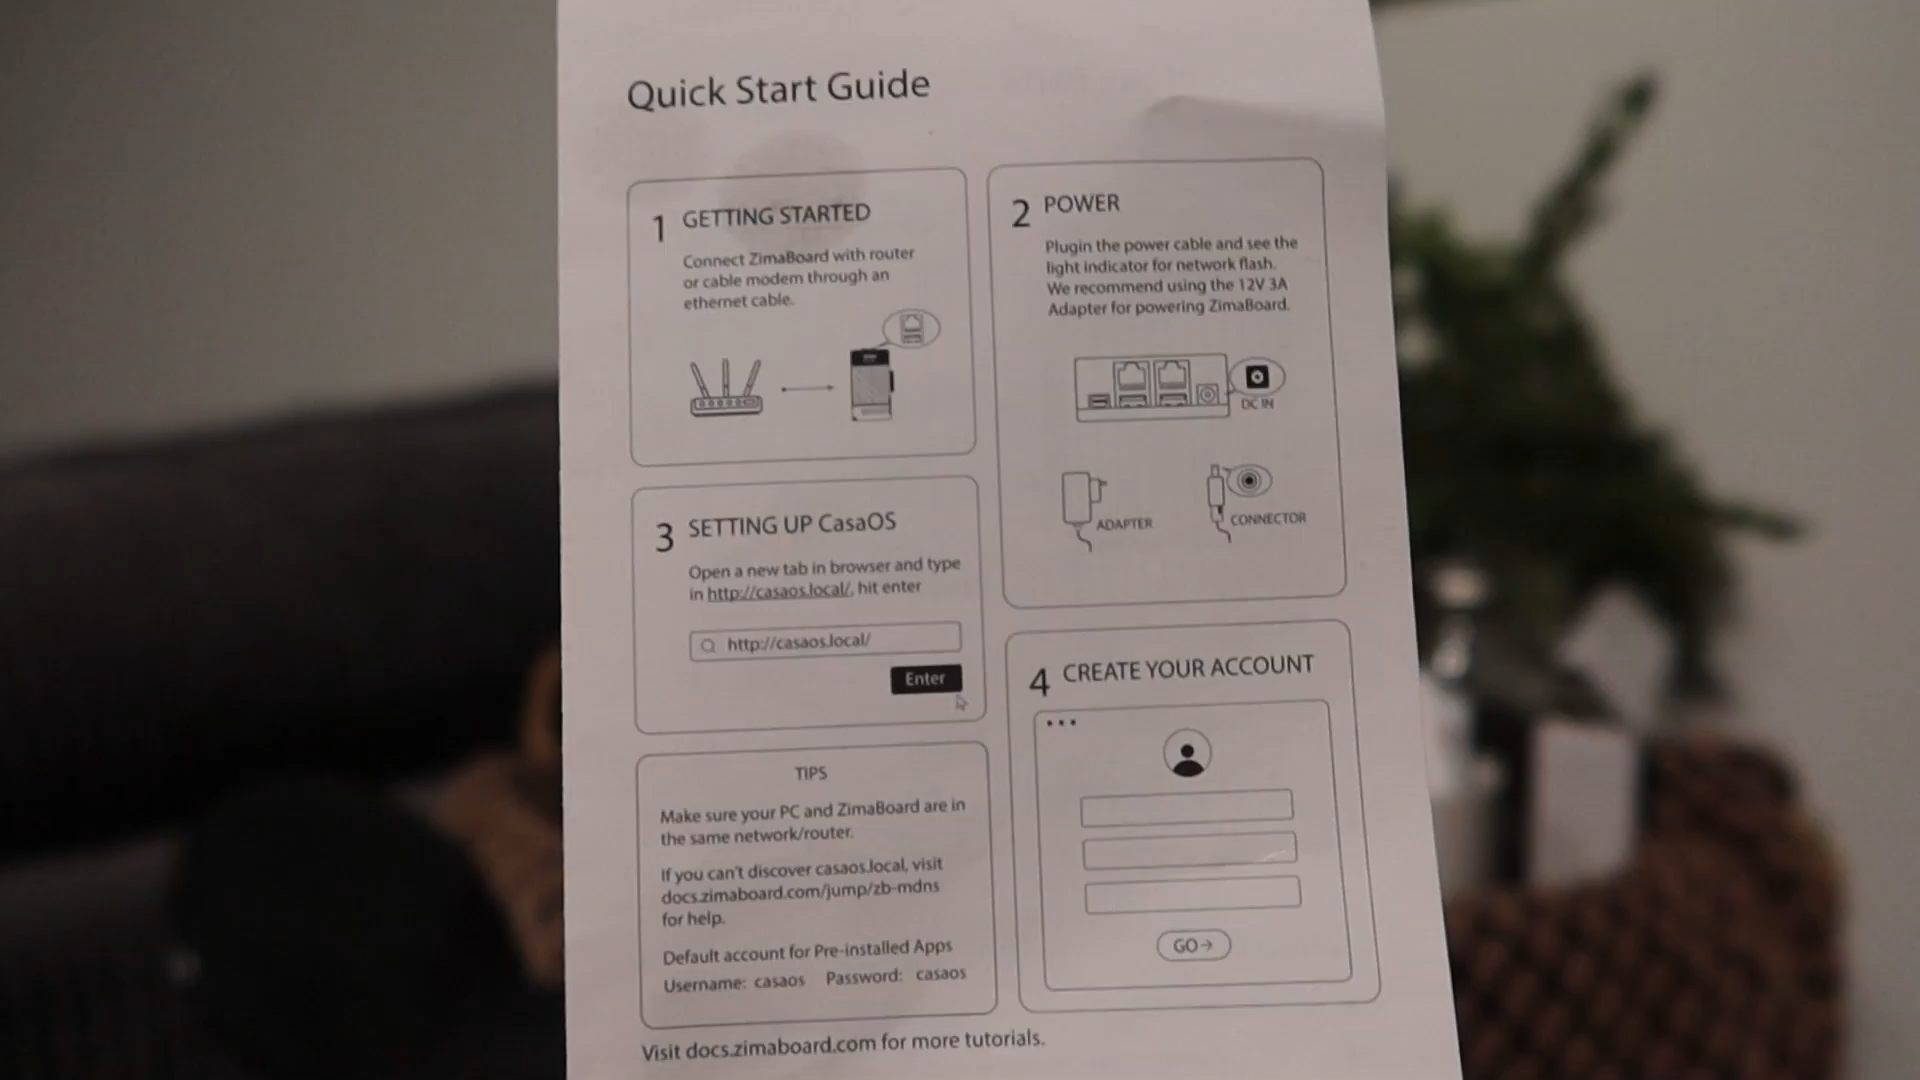 Quick Start Guide
1 GETTING STARTED
Connect ZimaBoard with router
or cable modem through an
ethernet cable.
2 POWER
Plugin the power cable and see the
light indicator for network flash.
We recommend using the 12V 3A
Adapter for powering ZimaBoard.
DC IN
ADAPTER
CONNECTOR
3 SETTING UP CasaOS
Open a new tab in browser and type
in http://casaos.local/, hit enter
http://casaos.local/
Enter
4 CREATE YOUR ACCOUNT
GO→
TIPS
Make sure your PC and ZimaBoard are in
the same network/router.
If you can't discover casaos.local, visit
docs.zimaboard.com/jump/zb-mdns
for help.
Default account for Pre-installed Apps
Username: casaos Password: casaos
Visit docs.zimaboard.com for more tutorials.